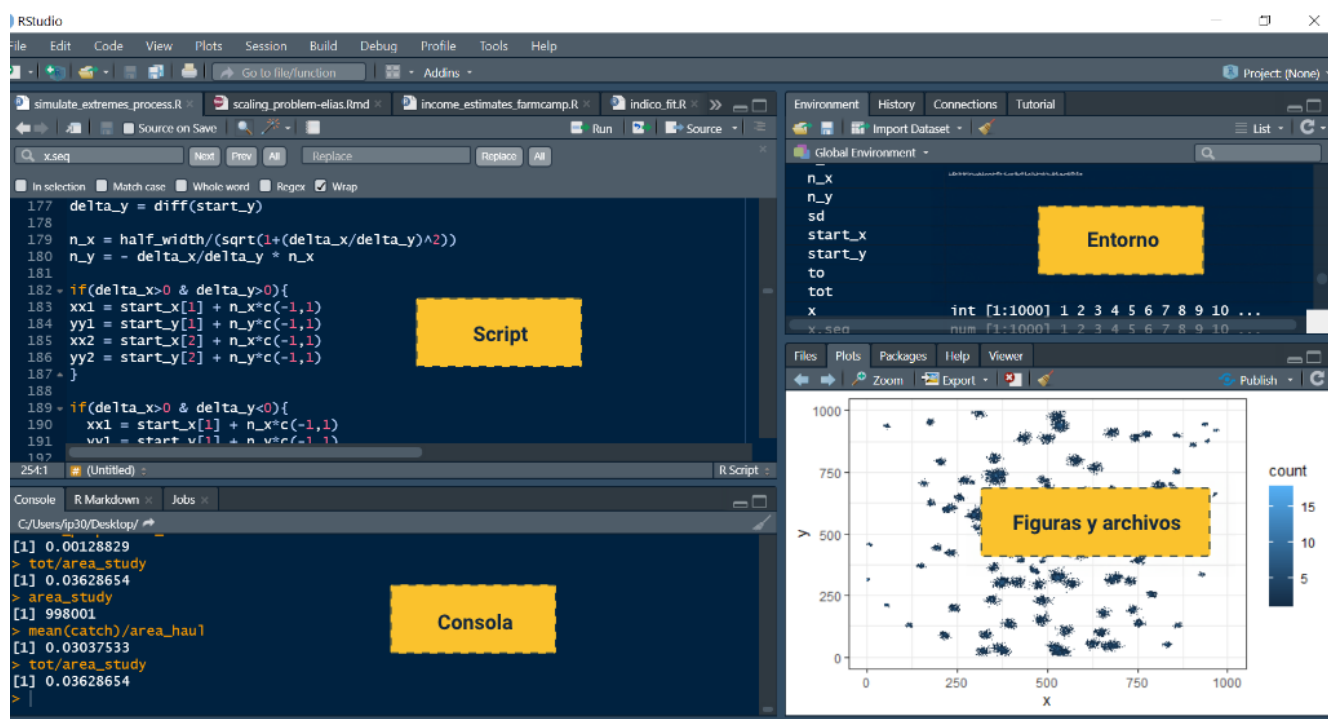 RStudio
File Edit Code View Plots Session Build Debug Profile Tools Help
Go to file/function Addins Project: (None)
simulate_extremes_process.R scaling_problem-elias.Rmd income_estimates_farmcamp.R indico_fit.R
Source on Save Run Source
x.seq Next Prev All Replace Replace All
In selection Match case Whole word Regex Wrap
177 delta_y = diff(start_y)
178
179 n_x = half_width/(sqrt(1+(delta_x/delta_y)^2))
180 n_y = - delta_x/delta_y * n_x
181
182 if(delta_x>0 & delta_y>0){
183 xx1 = start_x[1] + n_x*c(-1,1)
184 yy1 = start_y[1] + n_y*c(-1,1)
185 xx2 = start_x[2] + n_x*c(-1,1)
186 yy2 = start_y[2] + n_y*c(-1,1)
187 }
188
189 if(delta_x>0 & delta_y<0){
190 xx1 = start_x[1] + n_x*c(-1,1)
191 yy1 = start_y[1] + n_y*c(-1,1)
192
Script
254:1 (Untitled) R Script
Console R Markdown Jobs
C:/Users/ip30/Desktop/
[1] 0.00128829
> tot/area_study
[1] 0.03628654
> area_study
[1] 998001
> mean(catch)/area_haul
[1] 0.03037533
> tot/area_study
[1] 0.03628654
>
Consola
Environment History Connections Tutorial
Import Dataset List
Global Environment
n_x
n_y
sd
start_x
start_y
to
tot
x int [1:1000] 1 2 3 4 5 6 7 8 9 10 ...
x.seq num [1:1000] 1 2 3 4 5 6 7 8 9 10 ...
Entorno
Files Plots Packages Help Viewer
Zoom Export Publish
1000
750
500
250
0
y
0 250 500 750 1000
x
count
15
10
5
Figuras y archivos